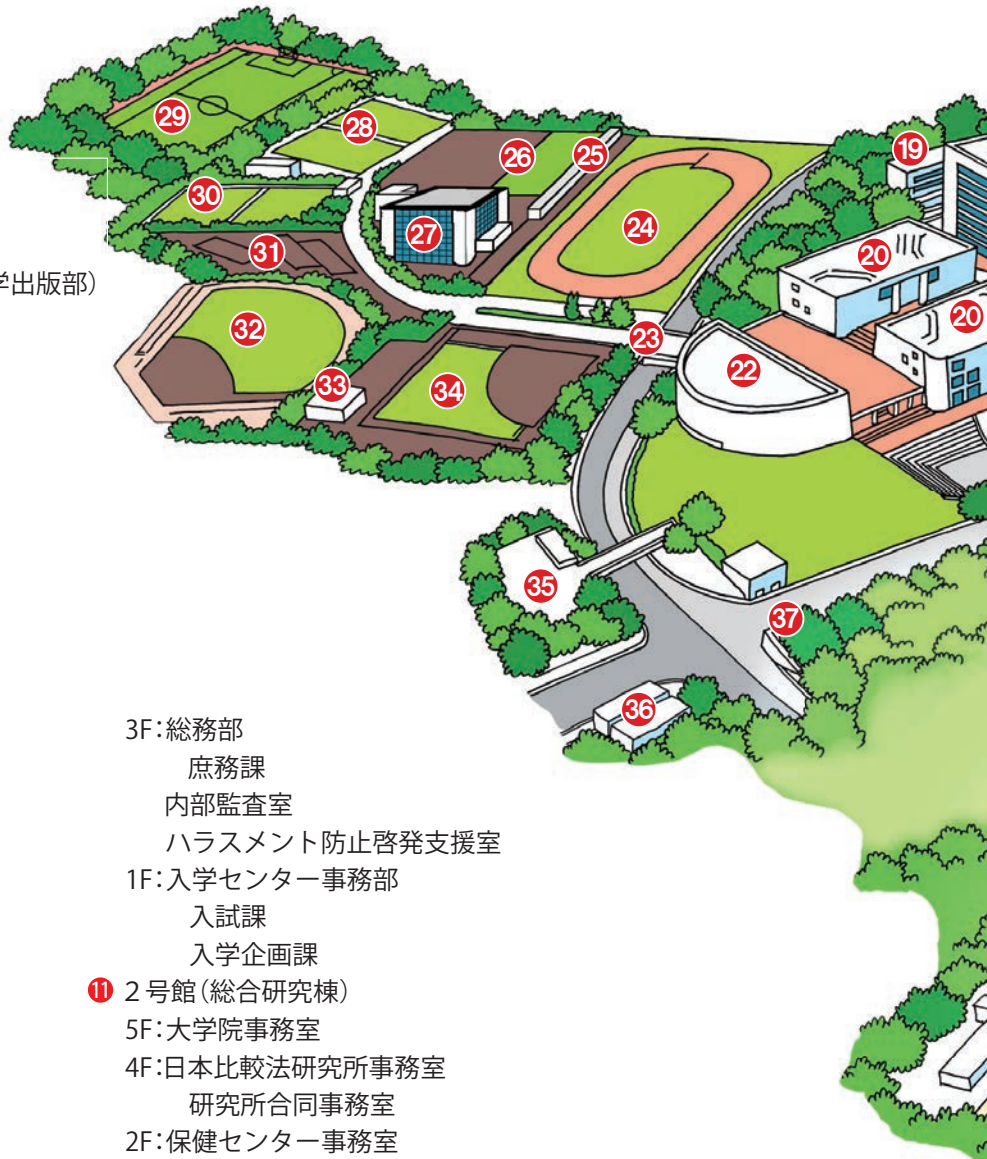 29
28
26
25
19
30
27
24
20
31
学出版部）
32
23
20
22
33
34
35
37
36
3F：総務部
庶務課
内部監査室
ハラスメント防止啓発支援室
1F：入学センター事務部
入試課
入学企画課
11 2号館（総合研究棟）
5F：大学院事務室
4F：日本比較法研究所事務室
研究所合同事務室
2F：保健センター事務室